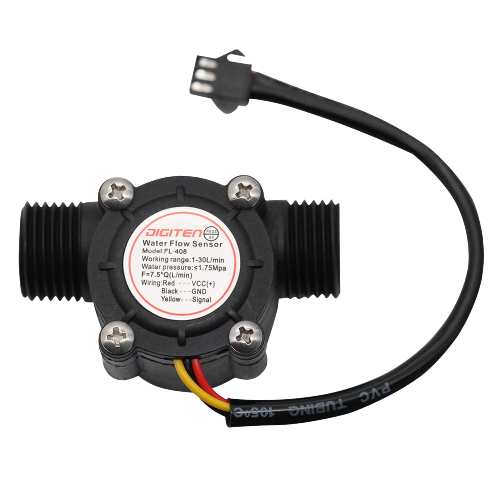 DIGITEN
Water Flow Sensor
Model:FL-408
Working range:1-30L/min
Water pressure:≤1.75Mpa
F=7.5*Q(L/min)
Wiring:Red----VCC(+)
Black----GND
Yellow---Signal
PVC TUBING
105°C